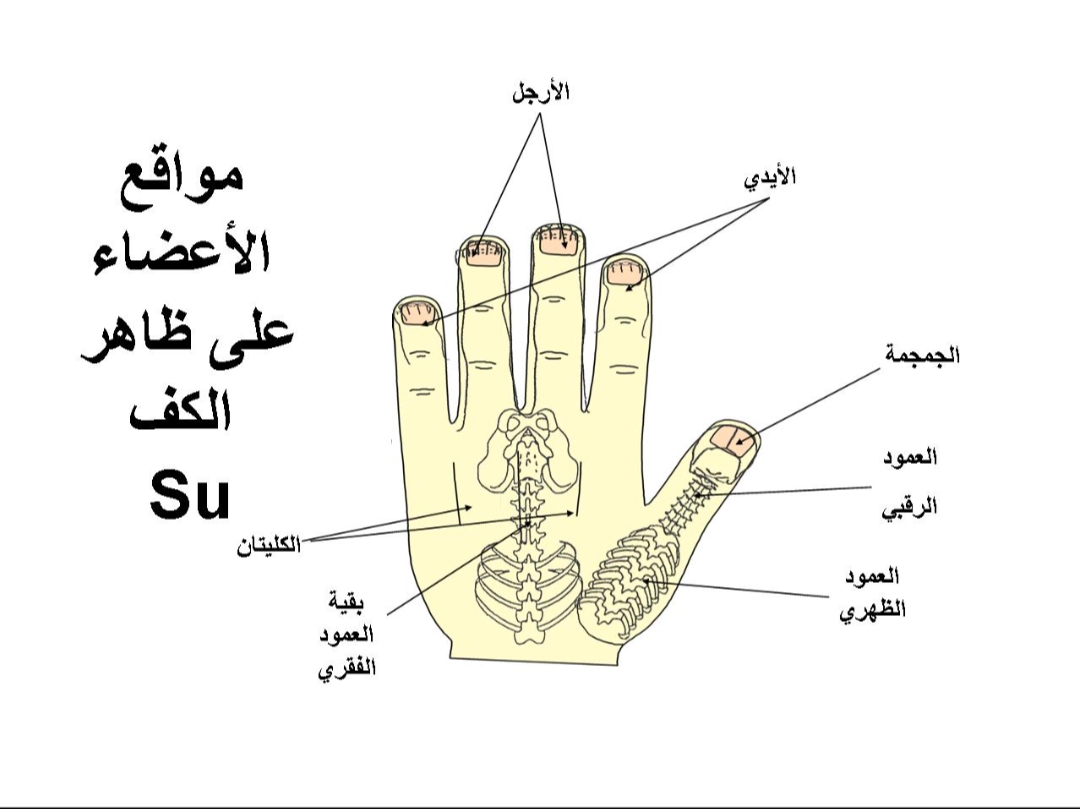 مواقع
الأعضاء
على ظاهر
الكف
Su
الأرجل
الأيدي
الجمجمة
العمود
الرقبي
العمود
الظهري
الكليتان
بقية
العمود
الفقري